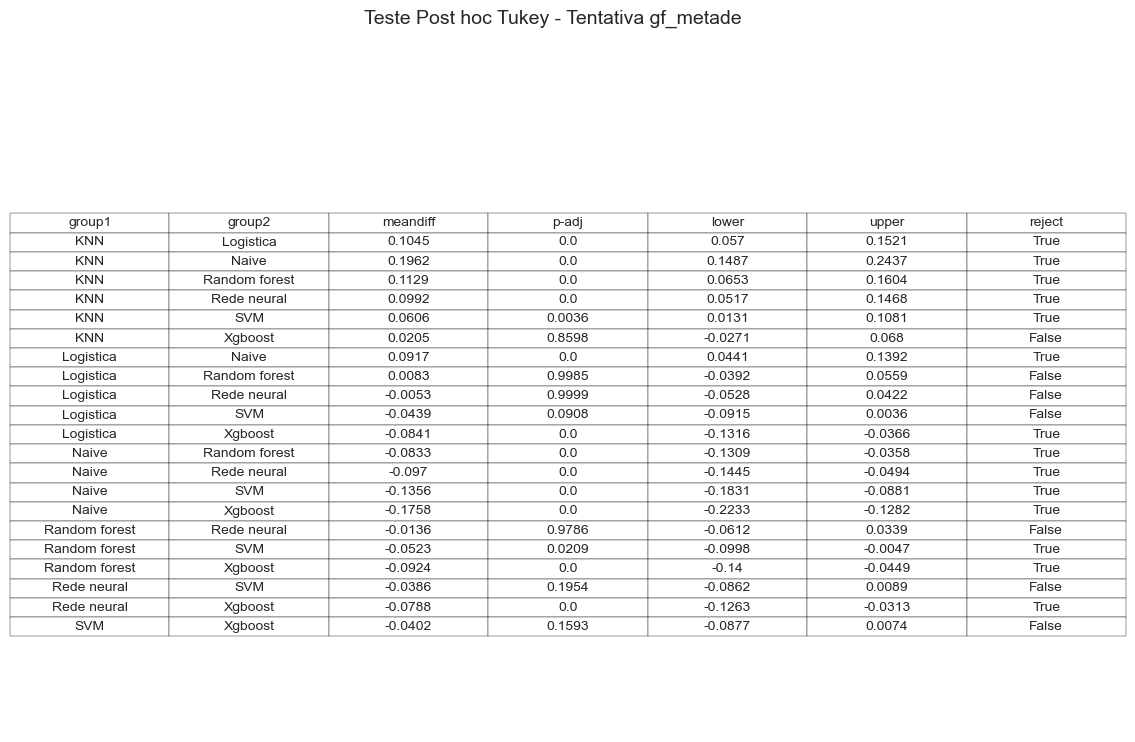 Teste Post hoc Tukey - Tentativa gf_metade
group1 group2 meandiff p-adj lower upper reject
KNN Logistica 0.1045 0.0 0.057 0.1521 True
KNN Naive 0.1962 0.0 0.1487 0.2437 True
KNN Random forest 0.1129 0.0 0.0653 0.1604 True
KNN Rede neural 0.0992 0.0 0.0517 0.1468 True
KNN SVM 0.0606 0.0036 0.0131 0.1081 True
KNN Xgboost 0.0205 0.8598 -0.0271 0.068 False
Logistica Naive 0.0917 0.0 0.0441 0.1392 True
Logistica Random forest 0.0083 0.9985 -0.0392 0.0559 False
Logistica Rede neural -0.0053 0.9999 -0.0528 0.0422 False
Logistica SVM -0.0439 0.0908 -0.0915 0.0036 False
Logistica Xgboost -0.0841 0.0 -0.1316 -0.0366 True
Naive Random forest -0.0833 0.0 -0.1309 -0.0358 True
Naive Rede neural -0.097 0.0 -0.1445 -0.0494 True
Naive SVM -0.1356 0.0 -0.1831 -0.0881 True
Naive Xgboost -0.1758 0.0 -0.2233 -0.1282 True
Random forest Rede neural -0.0136 0.9786 -0.0612 0.0339 False
Random forest SVM -0.0523 0.0209 -0.0998 -0.0047 True
Random forest Xgboost -0.0924 0.0 -0.14 -0.0449 True
Rede neural SVM -0.0386 0.1954 -0.0862 0.0089 False
Rede neural Xgboost -0.0788 0.0 -0.1263 -0.0313 True
SVM Xgboost -0.0402 0.1593 -0.0877 0.0074 False